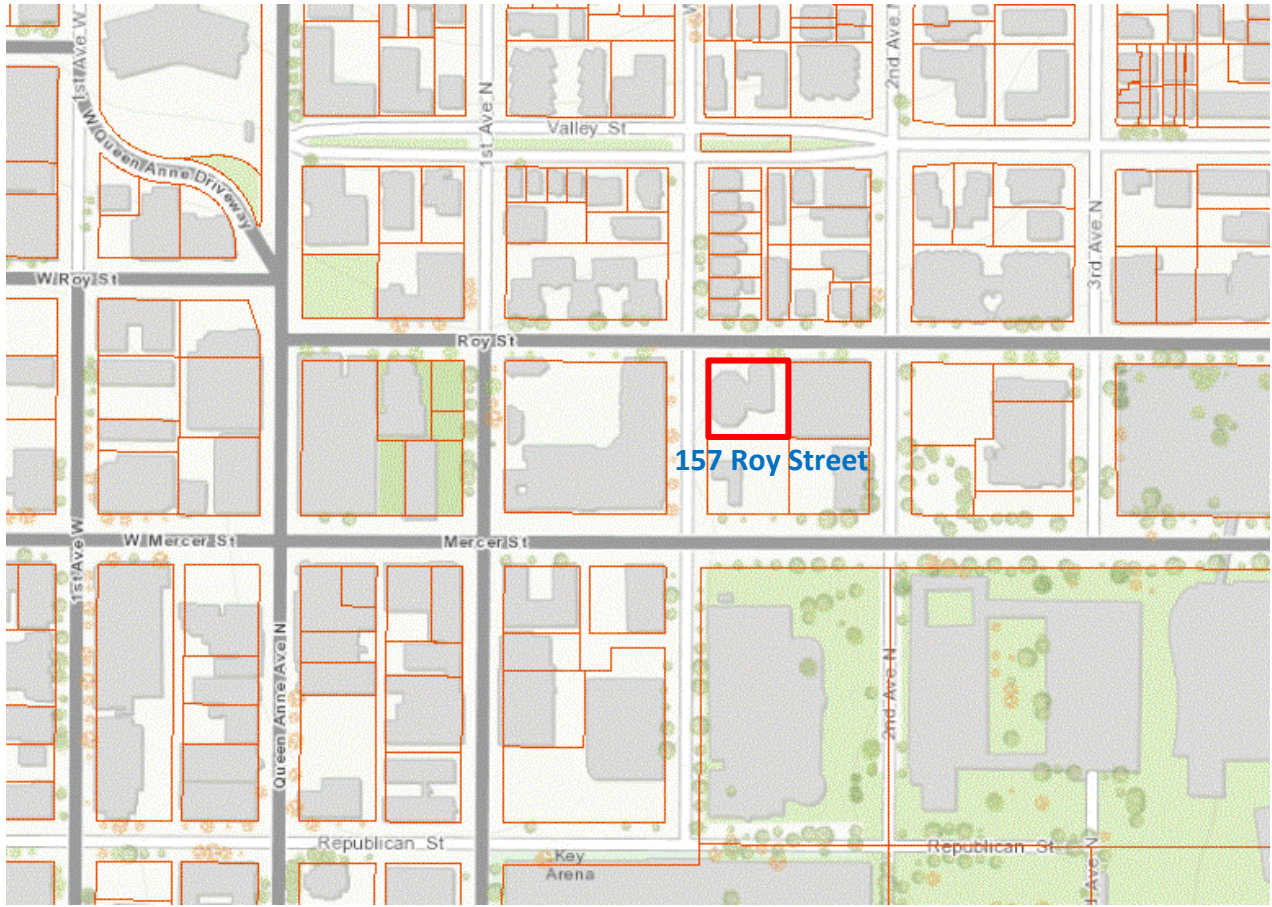 1st Ave W
W Queen Anne Driveway
1st Ave N
Valley St
2nd Ave N
W Roy St
3rd Ave N
Roy St
157 Roy Street
W Mercer St
Mercer St
1st Ave W
Queen Anne Ave N
2nd Ave N
Republican St
Key
Arena
Republican St